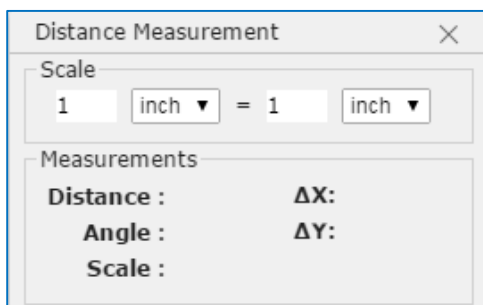 Distance Measurement
Scale
1 inch ▼ = 1 inch ▼
Measurements
Distance : ΔX:
Angle : ΔY:
Scale :